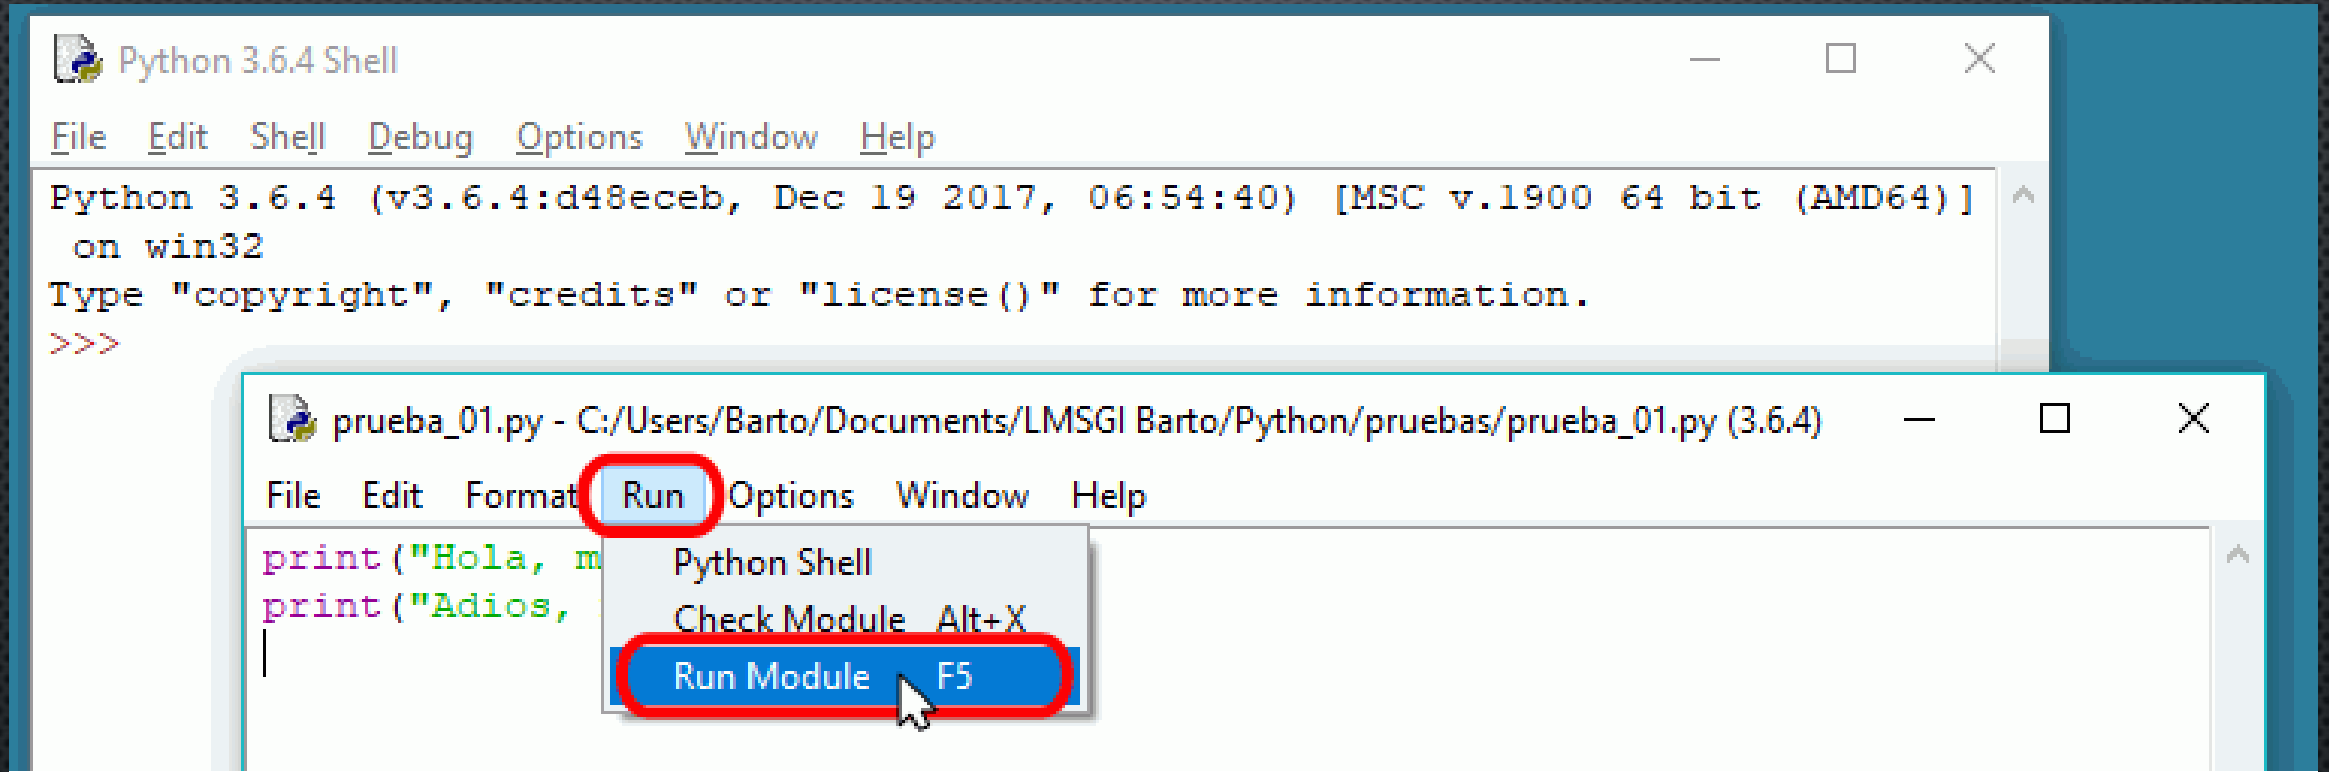 Python 3.6.4 Shell
File Edit Shell Debug Options Window Help
Python 3.6.4 (v3.6.4:d48eceb, Dec 19 2017, 06:54:40) [MSC v.1900 64 bit (AMD64)]
on win32
Type "copyright", "credits" or "license()" for more information.
>>>
prueba_01.py - C:/Users/Barto/Documents/LMSGI Barto/Python/pruebas/prueba_01.py (3.6.4)
File Edit Format Run Options Window Help
print("Hola, m
print("Adios,
Python Shell
Check Module Alt+X
Run Module F5